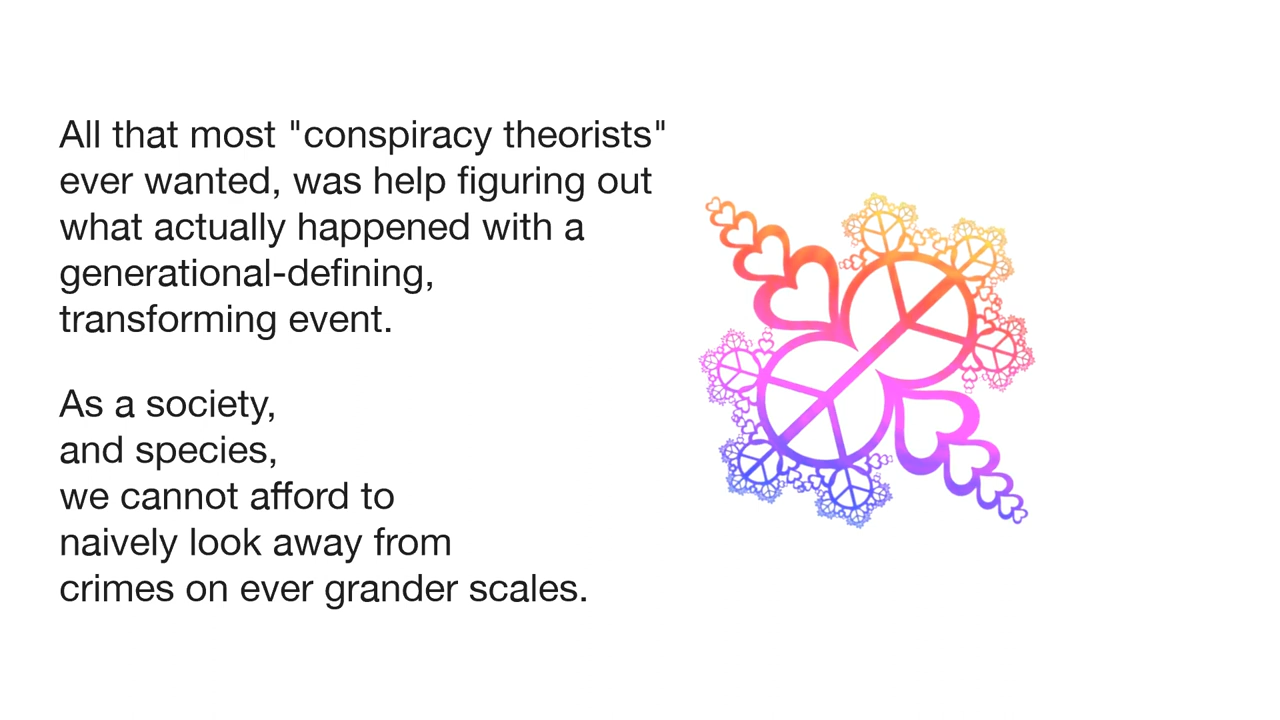 All that most "conspiracy theorists"
ever wanted, was help figuring out
what actually happened with a
generational-defining,
transforming event.
As a society,
and species,
we cannot afford to
naively look away from
crimes on ever grander scales.